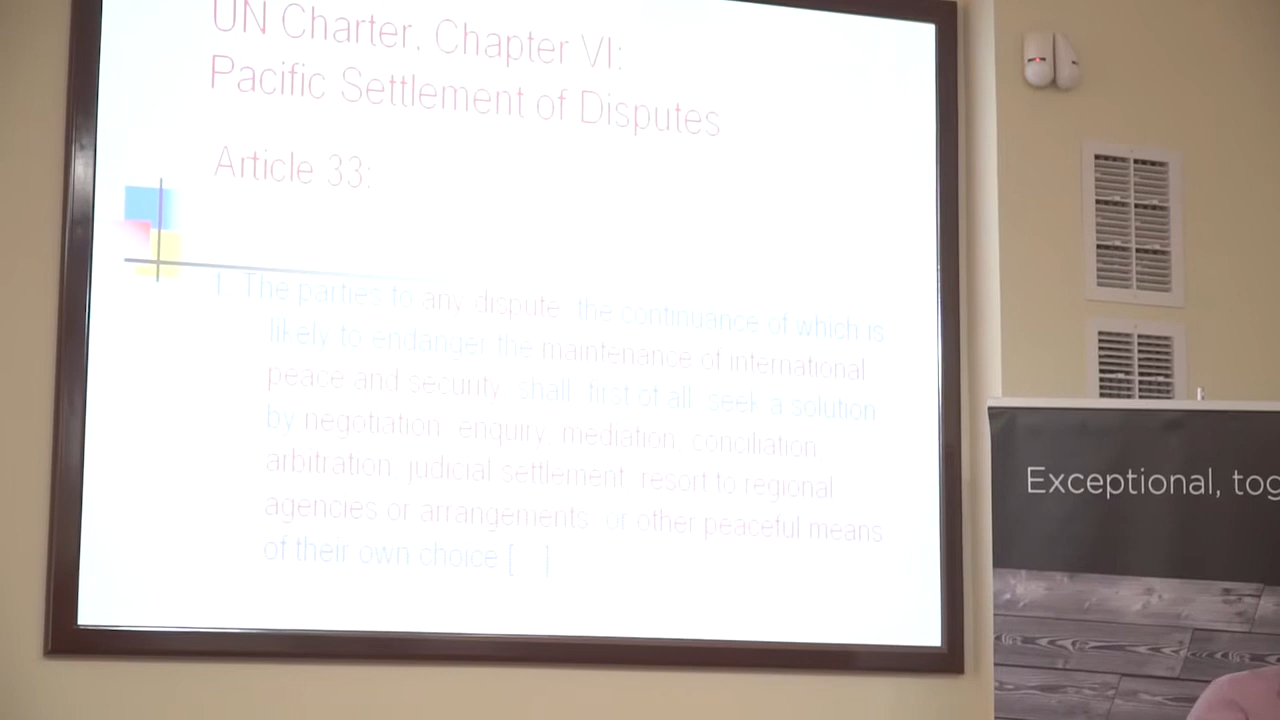 UN Charter, Chapter VI:
Pacific Settlement of Disputes
Article 33:
1 The parties to any dispute, the continuance of which is
likely to endanger the maintenance of international
peace and security, shall, first of all, seek a solution
by negotiation, enquiry, mediation, conciliation,
arbitration, judicial settlement, resort to regional
agencies or arrangements, or other peaceful means
of their own choice [...]
Exceptional, tog